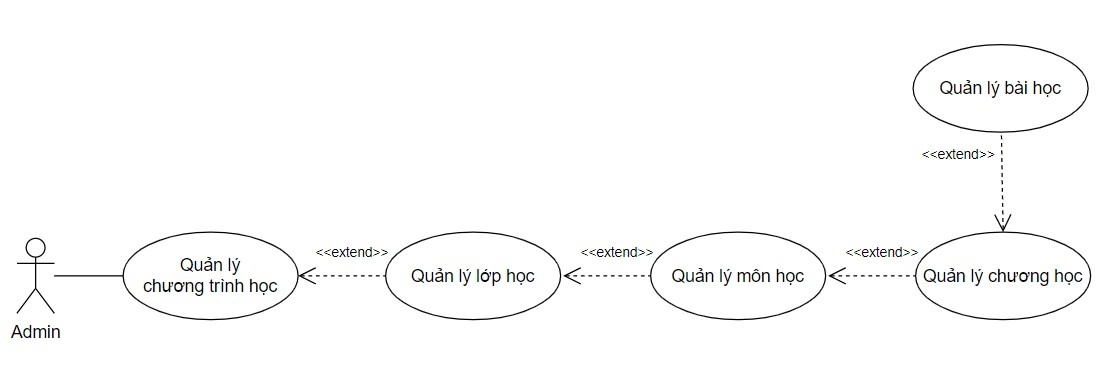 Quản lý bài học
<<extend>>
Quản lý
chương trình học
<<extend>>
Quản lý lớp học
<<extend>>
Quản lý môn học
<<extend>>
Quản lý chương học
Admin